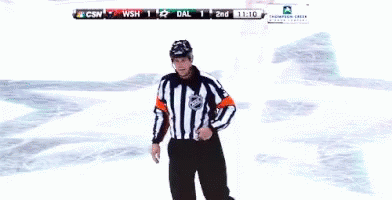 CSN WSH 1 DAL 1 2nd 11:10
THOMPSON CREEK